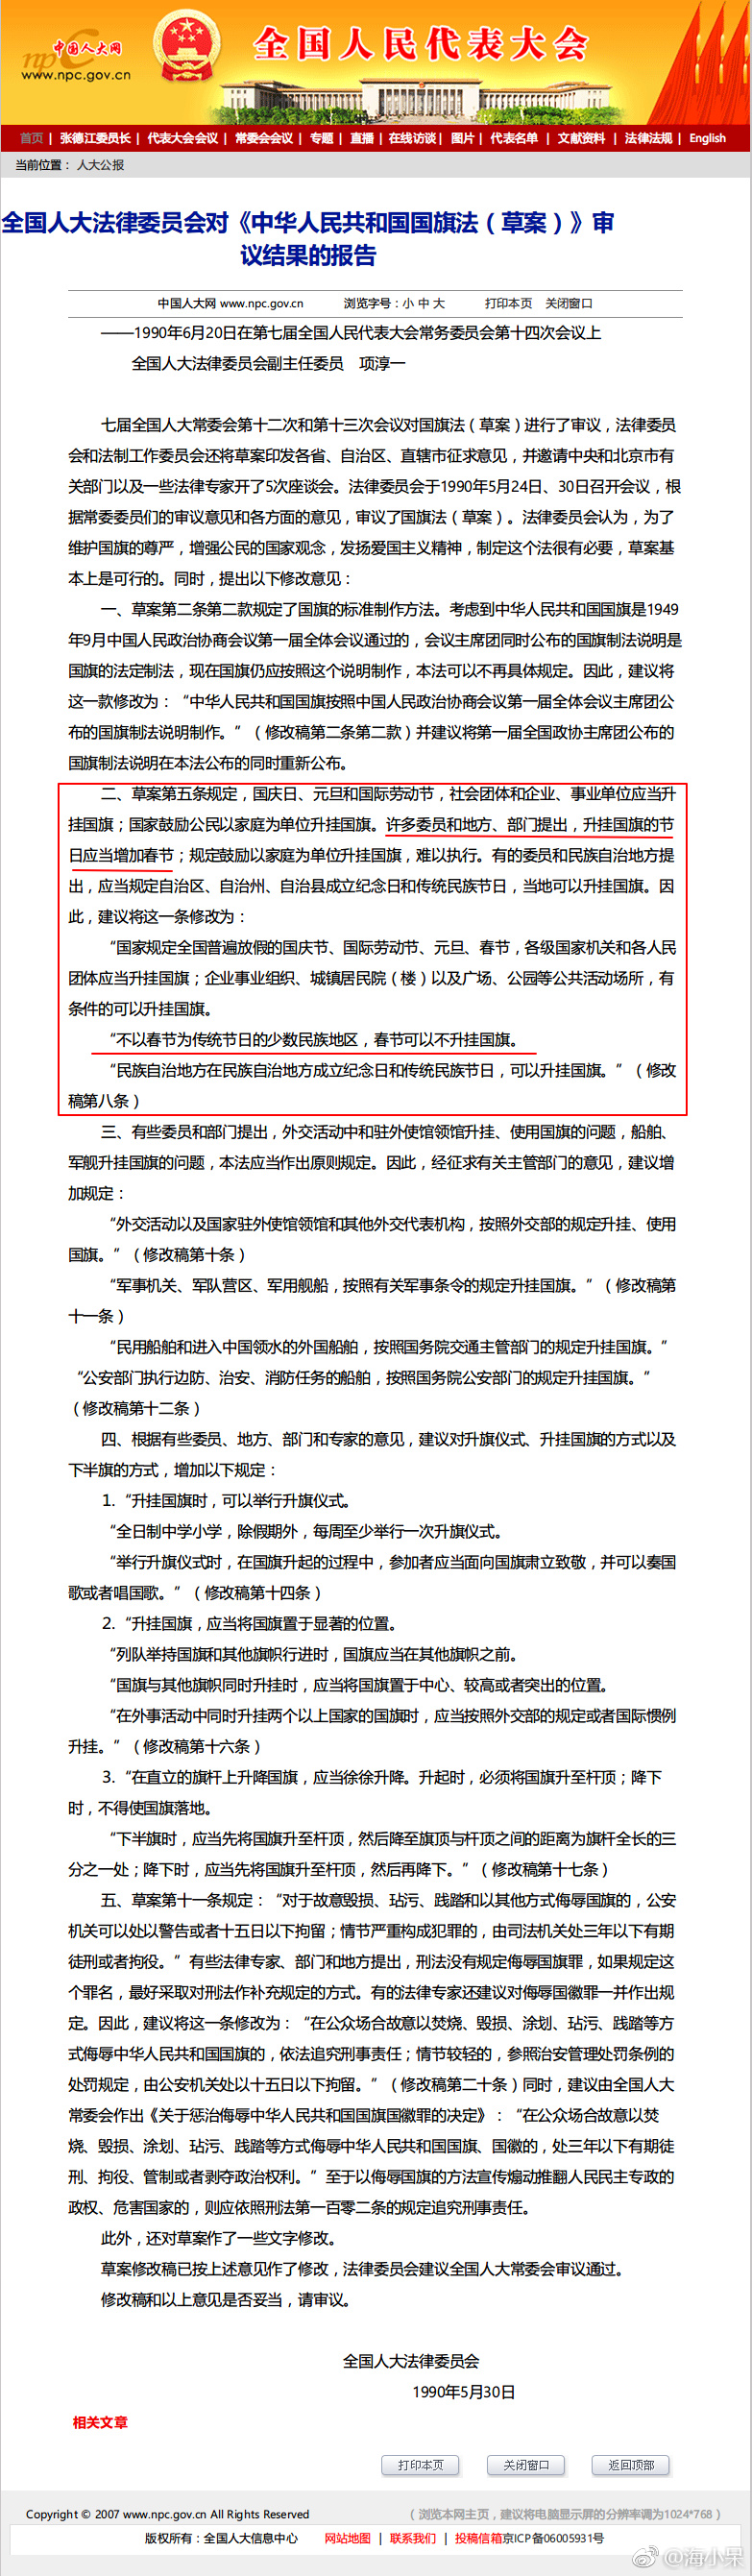 npc
中国人大网
www.npc.gov.cn
全国人民代表大会
首页 | 张德江委员长 | 代表大会会议 | 常委会会议 | 专题 | 直播 | 在线访谈 | 图片 | 代表名单 | 文献资料 | 法律法规 | English
当前位置： 人大公报
全国人大法律委员会对《中华人民共和国国旗法（草案）》审
议结果的报告
中国人大网 www.npc.gov.cn 浏览字号：小 中 大 打印本页 关闭窗口
——1990年6月20日在第七届全国人民代表大会常务委员会第十四次会议上
全国人大法律委员会副主任委员 项淳一
七届全国人大常委会第十二次和第十三次会议对国旗法（草案）进行了审议，法律委员
会和法制工作委员会还将草案印发各省、自治区、直辖市征求意见，并邀请中央和北京市有
关部门以及一些法律专家开了5次座谈会。法律委员会于1990年5月24日、30日召开会议，根
据常委委员们的审议意见和各方面的意见，审议了国旗法（草案）。法律委员会认为，为了
维护国旗的尊严，增强公民的国家观念，发扬爱国主义精神，制定这个法很有必要，草案基
本上是可行的。同时，提出以下修改意见：
一、草案第二条第二款规定了国旗的标准制作方法。考虑到中华人民共和国国旗是1949
年9月中国人民政治协商会议第一届全体会议通过的，会议主席团同时公布的国旗制法说明是
国旗的法定制法，现在国旗仍应按照这个说明制作，本法可以不再具体规定。因此，建议将
这一款修改为：“中华人民共和国国旗按照中国人民政治协商会议第一届全体会议主席团公
布的国旗制法说明制作。”（修改稿第二条第二款）并建议将第一届全国政协主席团公布的
国旗制法说明在本法公布的同时重新公布。
二、草案第五条规定，国庆日、元旦和国际劳动节，社会团体和企业、事业单位应当升
挂国旗；国家鼓励公民以家庭为单位升挂国旗。许多委员和地方、部门提出，升挂国旗的节
日应当增加春节；规定鼓励以家庭为单位升挂国旗，难以执行。有的委员和民族自治地方提
出，应当规定自治区、自治州、自治县成立纪念日和传统民族节日，当地可以升挂国旗。因
此，建议将这一条修改为：
“国家规定全国普遍放假的国庆节、国际劳动节、元旦、春节，各级国家机关和各人民
团体应当升挂国旗；企业事业组织、城镇居民院（楼）以及广场、公园等公共活动场所，有
条件的可以升挂国旗。
“不以春节为传统节日的少数民族地区，春节可以不升挂国旗。
“民族自治地方在民族自治地方成立纪念日和传统民族节日，可以升挂国旗。”（修改
稿第八条）
三、有些委员和部门提出，外交活动中和驻外使馆领馆升挂、使用国旗的问题，船舶、
军舰升挂国旗的问题，本法应当作出原则规定。因此，经征求有关主管部门的意见，建议增
加规定：
“外交活动以及国家驻外使馆领馆和其他外交代表机构，按照外交部的规定升挂、使用
国旗。”（修改稿第十条）
“军事机关、军队营区、军用舰船，按照有关军事条令的规定升挂国旗。”（修改稿第
十一条）
“民用船舶和进入中国领水的外国船舶，按照国务院交通主管部门的规定升挂国旗。”
“公安部门执行边防、治安、消防任务的船舶，按照国务院公安部门的规定升挂国旗。”
（修改稿第十二条）
四、根据有些委员、地方、部门和专家的意见，建议对升旗仪式、升挂国旗的方式以及
下半旗的方式，增加以下规定：
1.“升挂国旗时，可以举行升旗仪式。
“全日制中学小学，除假期外，每周至少举行一次升旗仪式。
“举行升旗仪式时，在国旗升起的过程中，参加者应当面向国旗肃立致敬，并可以奏国
歌或者唱国歌。”（修改稿第十四条）
2.“升挂国旗，应当将国旗置于显著的位置。
“列队举持国旗和其他旗帜行进时，国旗应当在其他旗帜之前。
“国旗与其他旗帜同时升挂时，应当将国旗置于中心、较高或者突出的位置。
“在外事活动中同时升挂两个以上国家的国旗时，应当按照外交部的规定或者国际惯例
升挂。”（修改稿第十六条）
3.“在直立的旗杆上升降国旗，应当徐徐升降。升起时，必须将国旗升至杆顶；降下
时，不得使国旗落地。
“下半旗时，应当先将国旗升至杆顶，然后降至旗顶与杆顶之间的距离为旗杆全长的三
分之一处；降下时，应当先将国旗升至杆顶，然后再降下。”（修改稿第十七条）
五、草案第十一条规定：“对于故意毁损、玷污、践踏和以其他方式侮辱国旗的，公安
机关可以处以警告或者十五日以下拘留；情节严重构成犯罪的，由司法机关处三年以下有期
徒刑或者拘役。”有些法律专家、部门和地方提出，刑法没有规定侮辱国旗罪，如果规定这
个罪名，最好采取对刑法作补充规定的方式。有的法律专家还建议对侮辱国徽罪一并作出规
定。因此，建议将这一条修改为：“在公众场合故意以焚烧、毁损、涂划、玷污、践踏等方
式侮辱中华人民共和国国旗的，依法追究刑事责任；情节较轻的，参照治安管理处罚条例的
处罚规定，由公安机关处以十五日以下拘留。”（修改稿第二十条）同时，建议由全国人大
常委会作出《关于惩治侮辱中华人民共和国国旗国徽罪的决定》：“在公众场合故意以焚
烧、毁损、涂划、玷污、践踏等方式侮辱中华人民共和国国旗、国徽的，处三年以下有期徒
刑、拘役、管制或者剥夺政治权利。”至于以侮辱国旗的方法宣传煽动推翻人民民主专政的
政权、危害国家的，则应依照刑法第一百零二条的规定追究刑事责任。
此外，还对草案作了一些文字修改。
草案修改稿已按上述意见作了修改，法律委员会建议全国人大常委会审议通过。
修改稿和以上意见是否妥当，请审议。
全国人大法律委员会
1990年5月30日
相关文章
打印本页 关闭窗口 返回顶部
Copyright © 2007 www.npc.gov.cn All Rights Reserved （ 浏览本网主页，建议将电脑显示屏的分辨率调为1024*768 ）
版权所有：全国人大信息中心 网站地图 | 联系我们 | 投稿信箱京ICP备06005931号
@海小呆